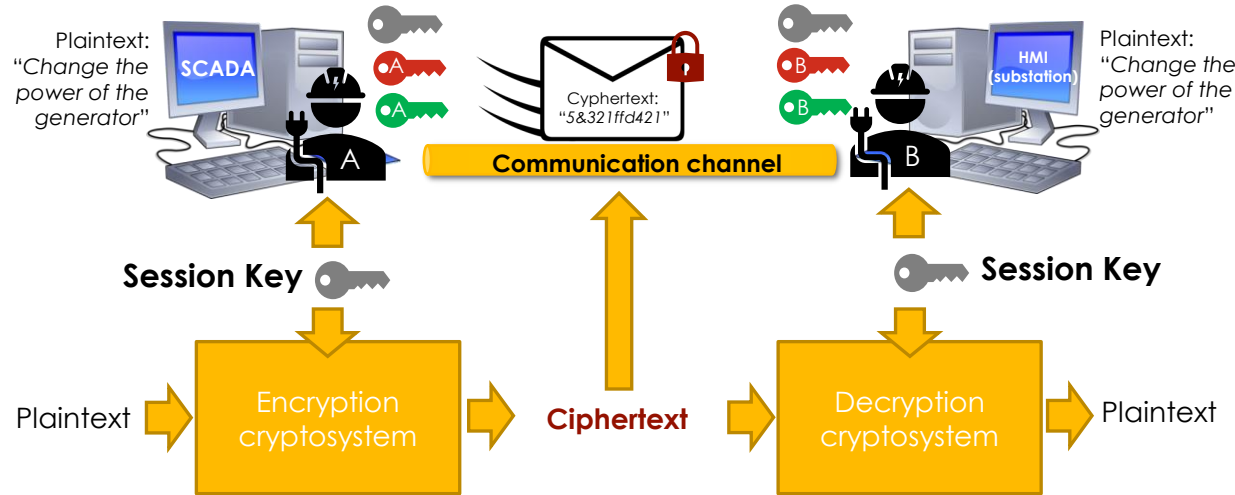 Plaintext:
“Change the
power of the
generator”
SCADA
A
A
A
Cyphertext:
“5&321ffd421”
Communication channel
B
B
B
HMI
(substation)
Plaintext:
“Change the
power of the
generator”
Session Key
Session Key
Plaintext
Encryption
cryptosystem
Ciphertext
Decryption
cryptosystem
Plaintext